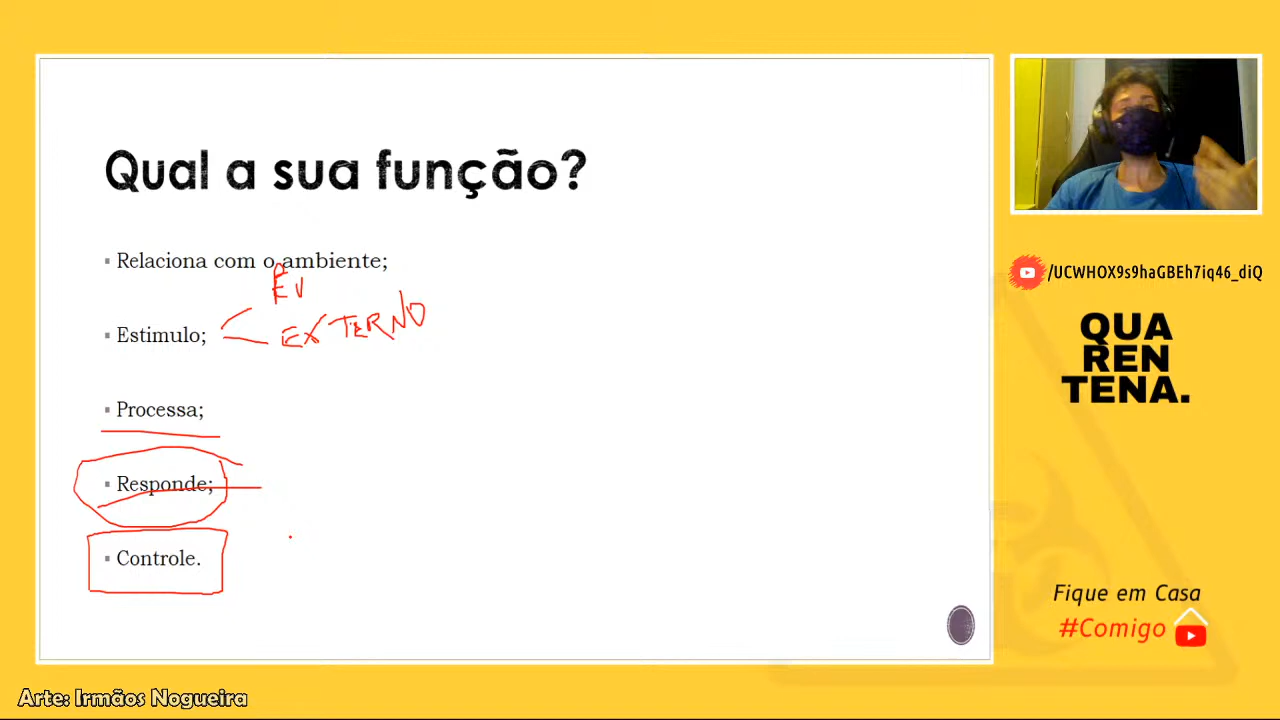 Qual a sua função?
▪ Relaciona com o ambiente;
▪ Estimulo;
EXTERNO
▪ Processa;
▪ Responde;
▪ Controle.
/UCWHOX9s9haGBEh7iq46_diQ
QUA
REN
TENA.
Fique em Casa
#Comigo
Arte: Irmãos Nogueira